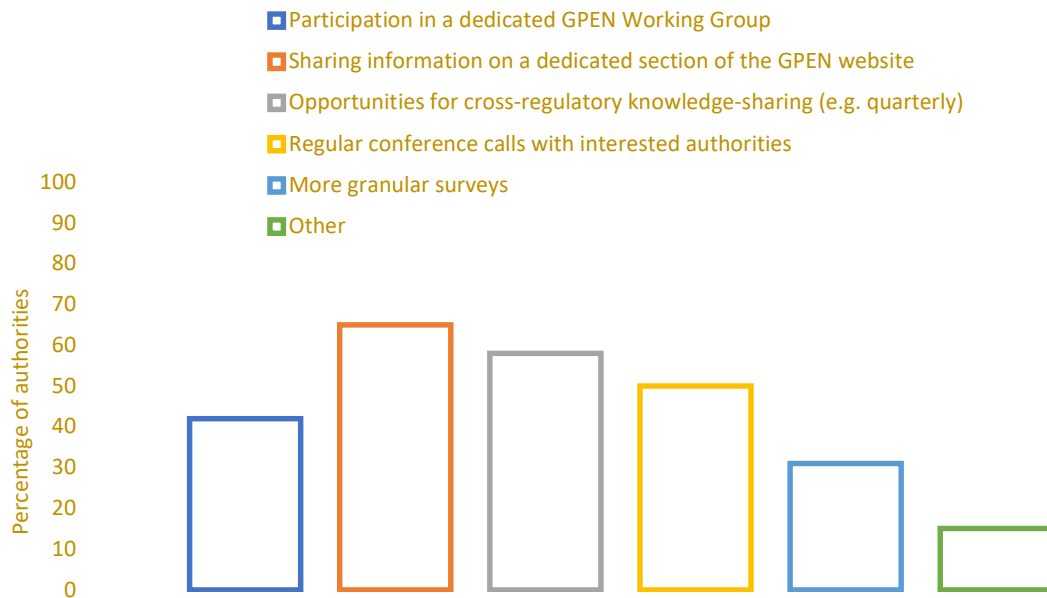 Participation in a dedicated GPEN Working Group
Sharing information on a dedicated section of the GPEN website
Opportunities for cross-regulatory knowledge-sharing (e.g. quarterly)
Regular conference calls with interested authorities
More granular surveys
Other
100
90
80
70
60
50
40
30
20
10
0
Percentage of authorities